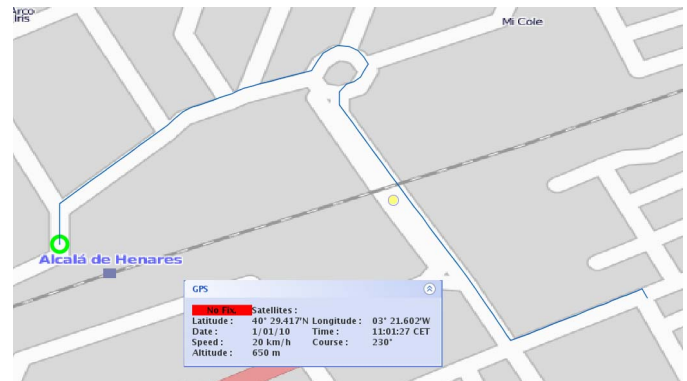 Arco
Iris
Mi Cole
Alcalá de Henares
GPS
No Fix Satellites :
Latitude : 40° 29.417'N Longitude : 03° 21.602'W
Date : 1/01/10 Time : 11:01:27 CET
Speed : 20 km/h Course : 230°
Altitude : 650 m